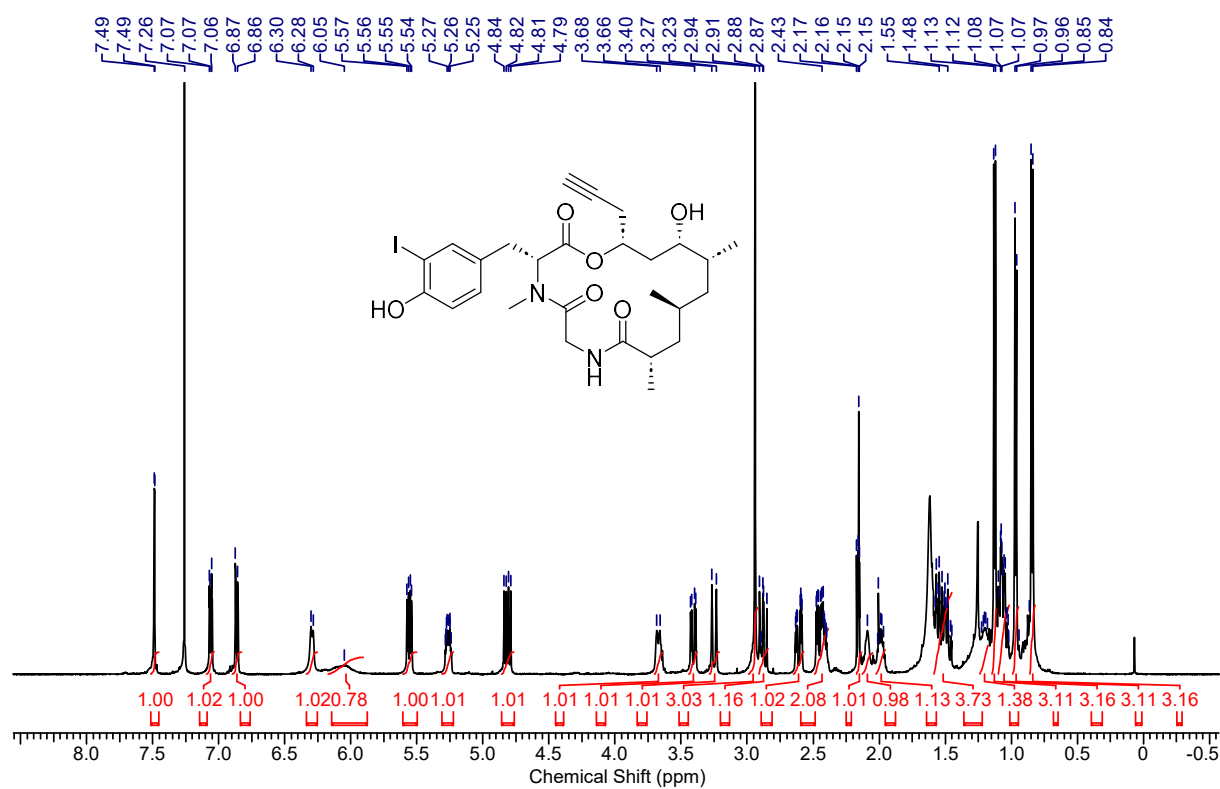 7.49 7.49 7.26 7.07 7.07 7.06 6.87 6.86 6.30 6.28 6.05 5.57 5.56 5.55 5.54 5.27 5.26 5.25 4.84 4.82 4.81 4.79 3.68 3.66 3.40 3.27 3.23 2.94 2.91 2.88 2.87 2.43 2.17 2.16 2.15 2.15 1.55 1.48 1.13 1.12 1.08 1.07 1.07 0.97 0.96 0.85 0.84
OH
O
I
O
HO
N
O
O
N
H
1.00 1.02 1.00 1.02 0.78 1.00 1.01 1.01 1.01 1.01 1.01 3.03 1.16 1.02 2.08 1.01 0.98 1.13 3.73 1.38 3.11 3.16 3.11 3.16
8.0 7.5 7.0 6.5 6.0 5.5 5.0 4.5 4.0 3.5 3.0 2.5 2.0 1.5 1.0 0.5 0 -0.5
Chemical Shift (ppm)